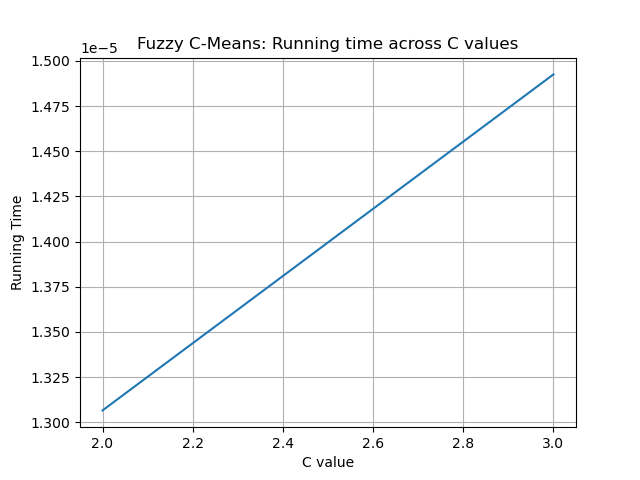 Fuzzy C-Means: Running time across C values
1e−5
1.500
1.475
1.450
1.425
1.400
1.375
1.350
1.325
1.300
Running Time
2.0 2.2 2.4 2.6 2.8 3.0
C value